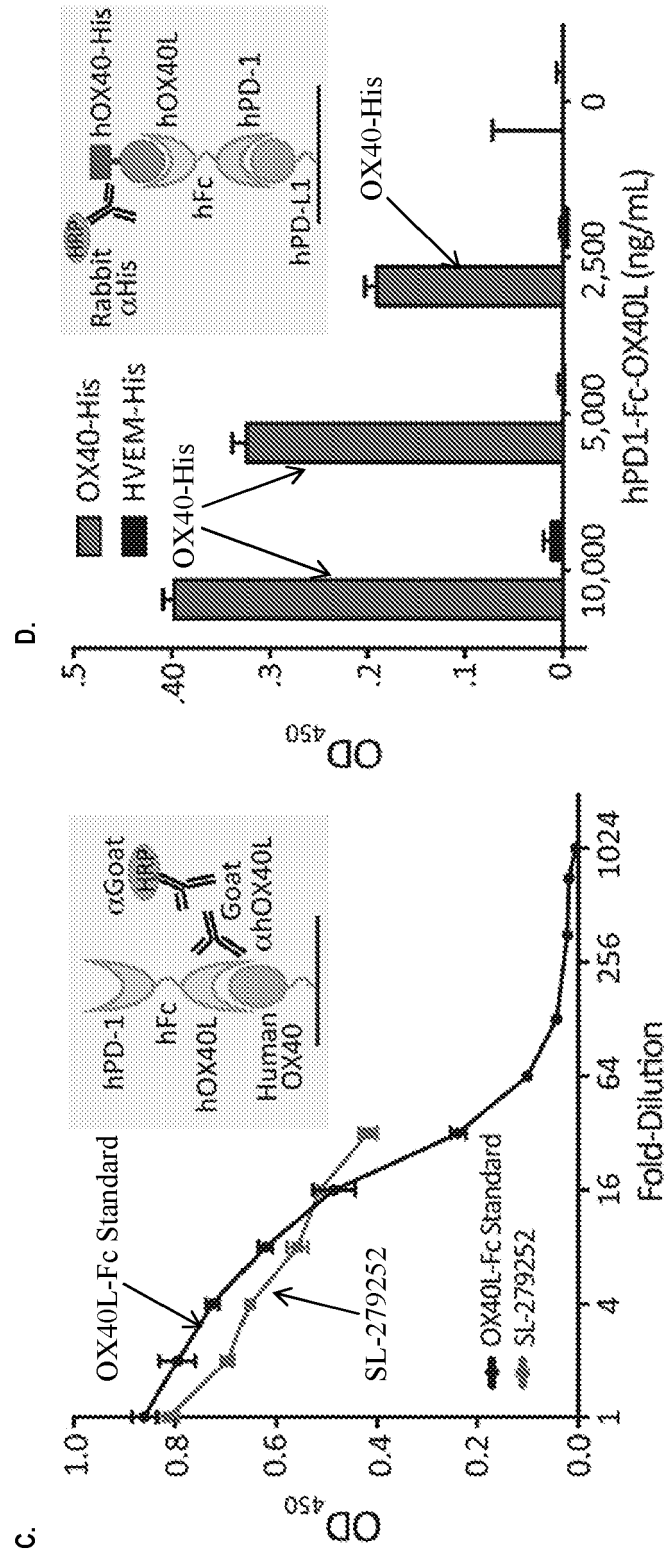 C.
OD450
1.0
0.8
0.6
0.4
0.2
0.0
1
4
16
64
256
1024
Fold-Dilution
OX40L-Fc Standard
SL-279252
OX40L-Fc Standard
SL-279252
hPD-1
hFc
hOX40L
Human
OX40
αGoat
HRP
Goat
αhOX40L
D.
OD450
.5
.40
.3
.2
.1
0
10,000
5,000
2,500
0
hPD1-Fc-OX40L (ng/mL)
OX40-His
HVEM-His
OX40-His
OX40-His
HRP
Rabbit
αHis
hOX40-His
hOX40L
hFc
hPD-1
hPD-L1